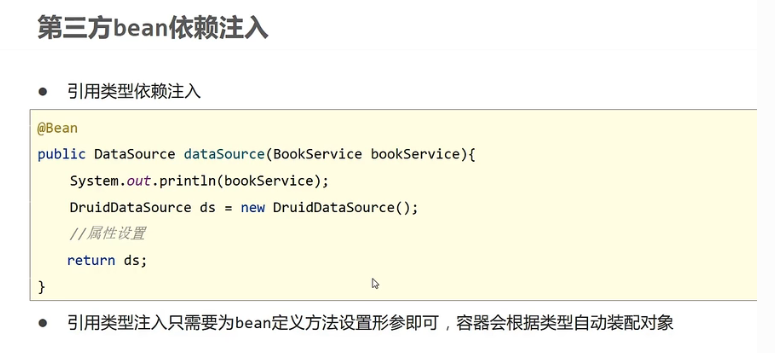 第三方bean依赖注入
● 引用类型依赖注入
@Bean
public DataSource dataSource(BookService bookService){
    System.out.println(bookService);
    DruidDataSource ds = new DruidDataSource();
    //属性设置
    return ds;
}
● 引用类型注入只需要为bean定义方法设置形参即可，容器会根据类型自动装配对象